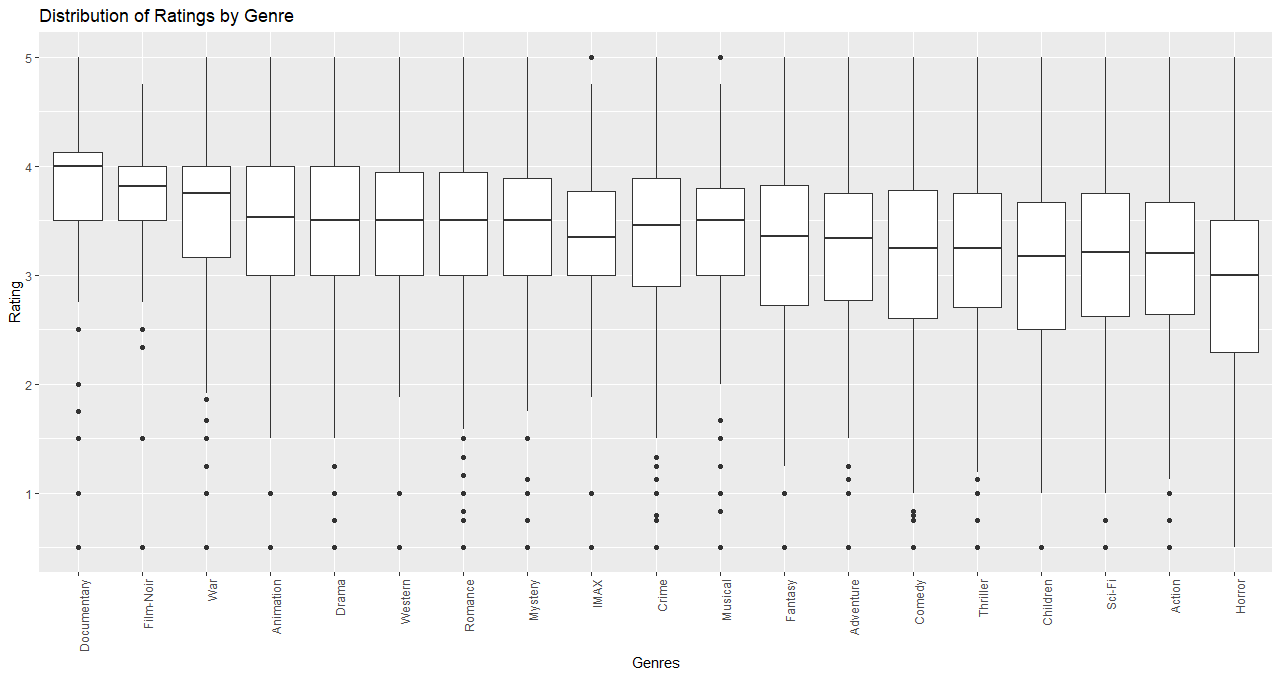 Distribution of Ratings by Genre
Rating
5
4
3
2
1
Documentary
Film-Noir
War
Animation
Drama
Western
Romance
Mystery
IMAX
Crime
Musical
Fantasy
Adventure
Comedy
Thriller
Children
Sci-Fi
Action
Horror
Genres